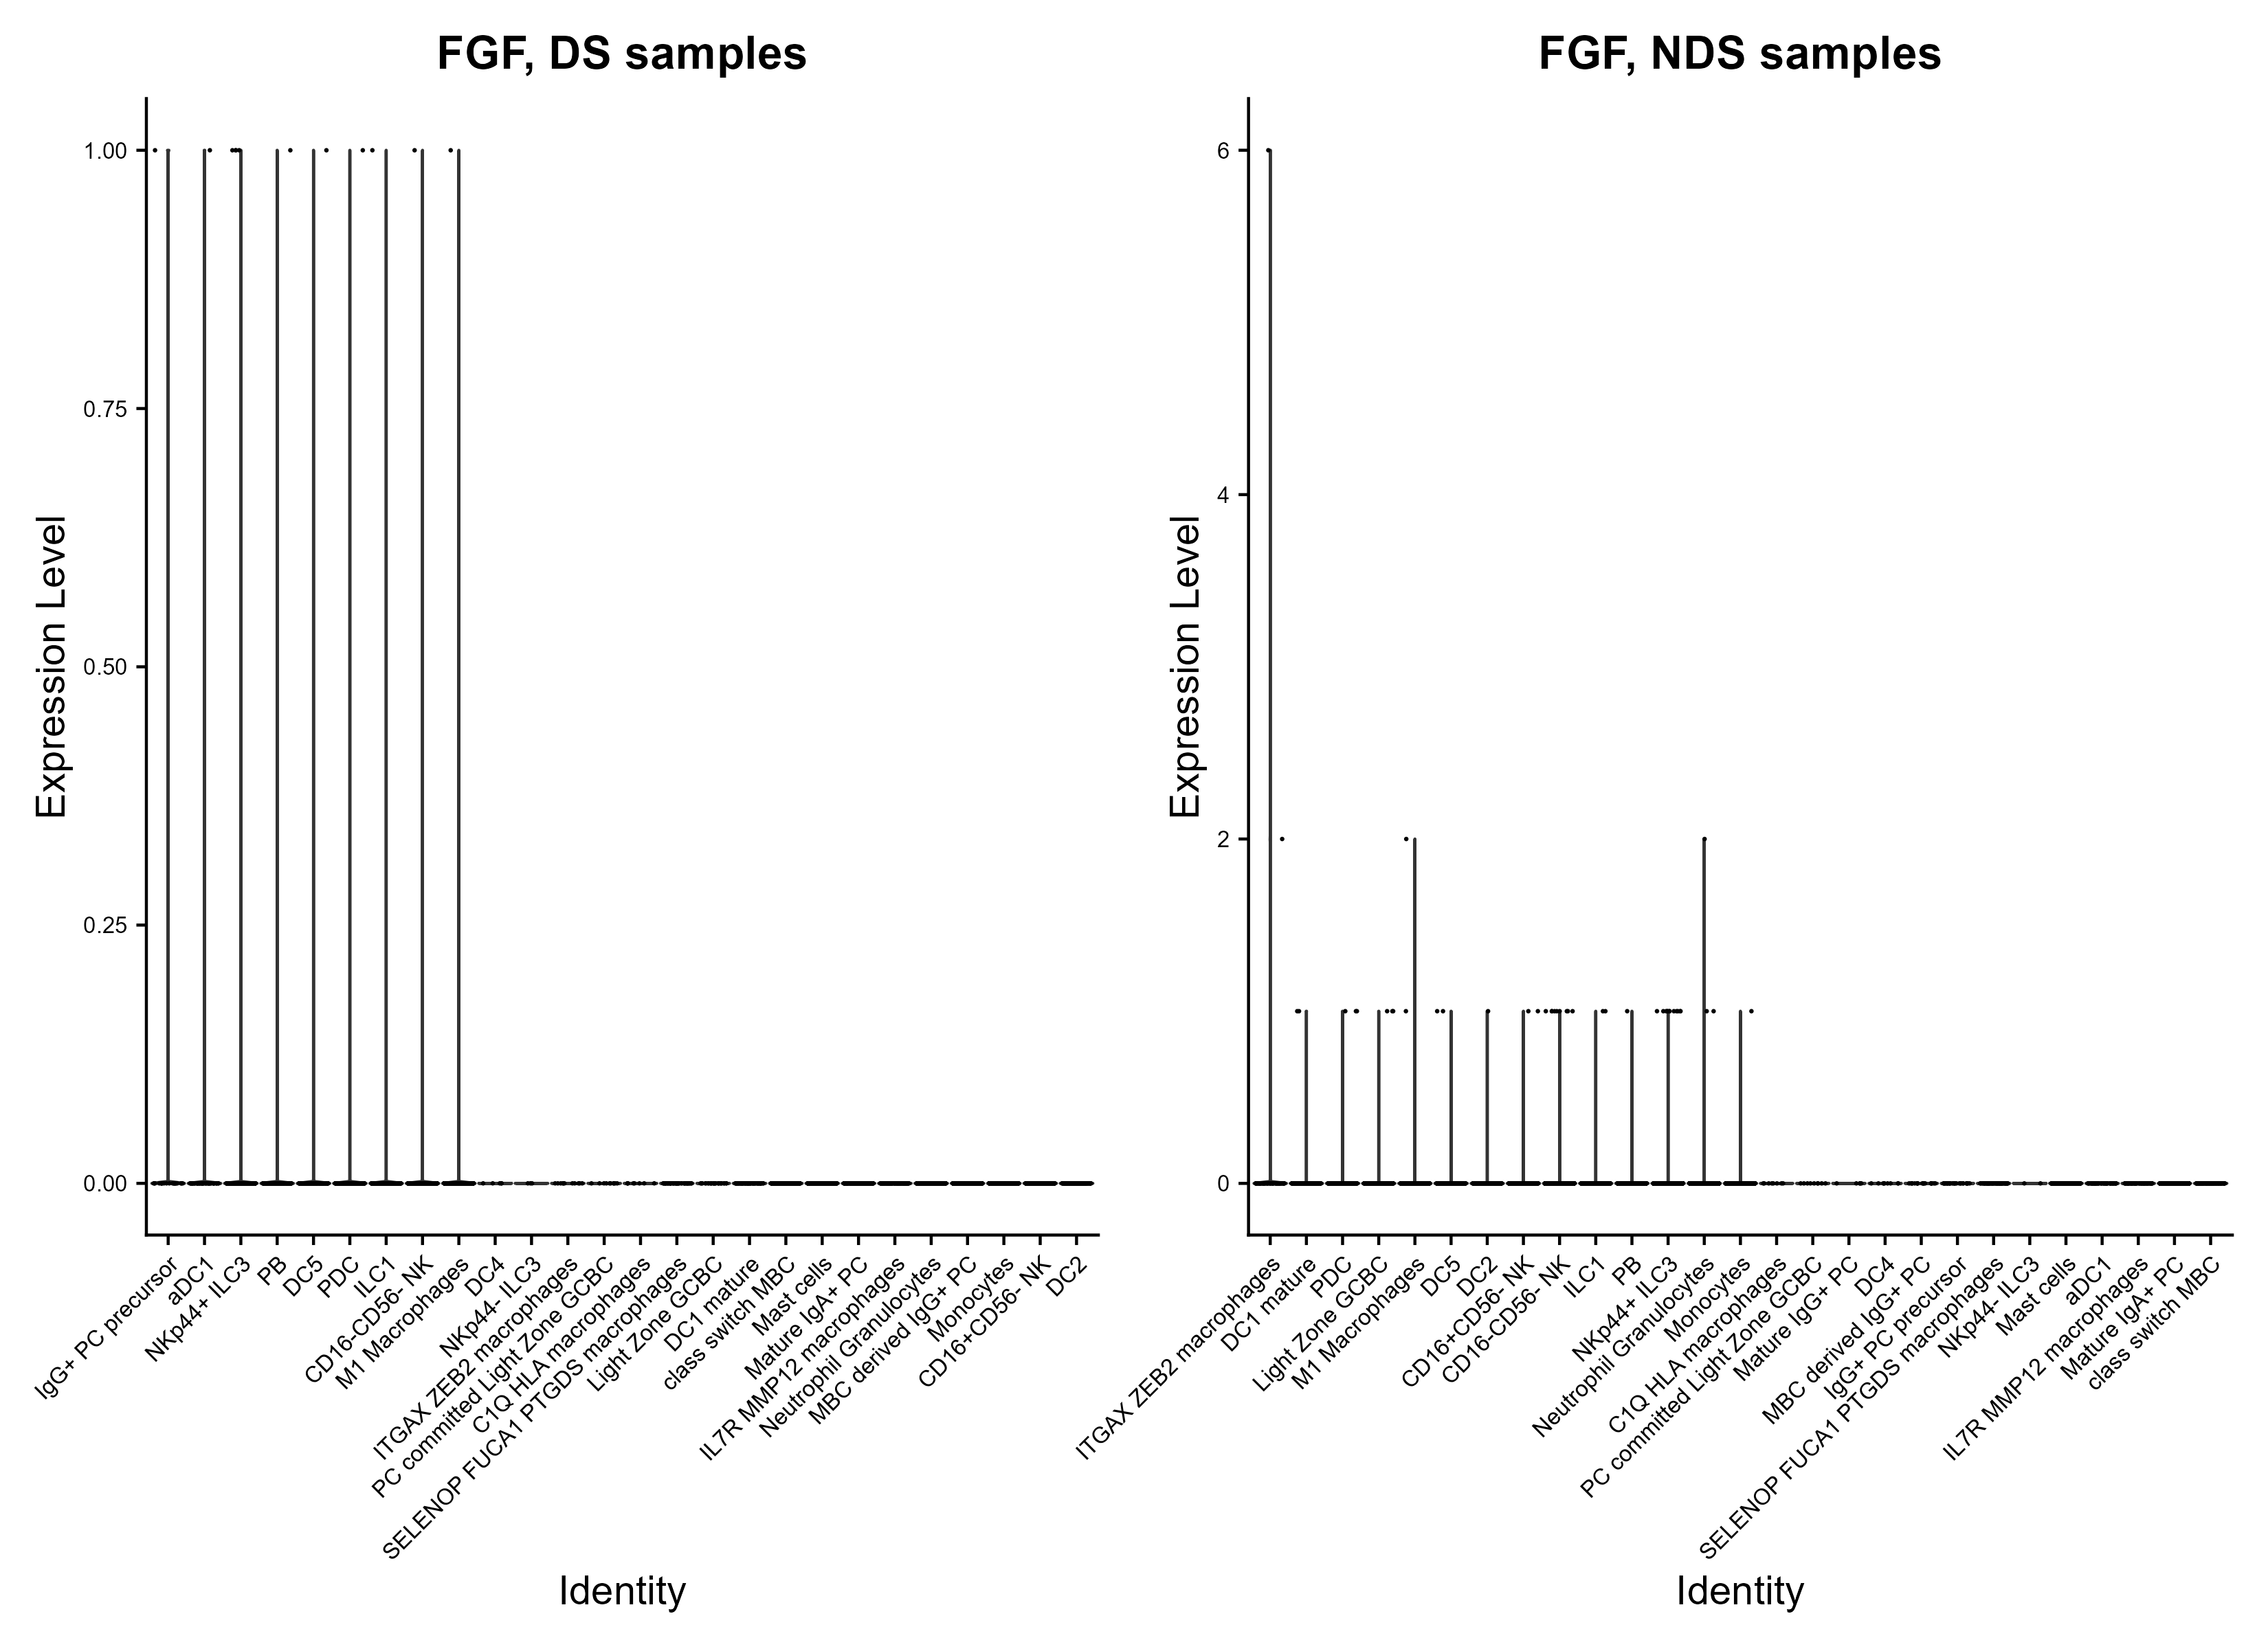 FGF, DS samples
Expression Level
1.00
0.75
0.50
0.25
0.00
IgG+ PC precursor
aDC1
NKp44+ ILC3
PB
DC5
PDC
ILC1
CD16-CD56- NK
M1 Macrophages
DC4
NKp44- ILC3
ITGAX ZEB2 macrophages
PC committed Light Zone GCBC
C1Q HLA macrophages
SELENOP FUCA1 PTGDS macrophages
Light Zone GCBC
DC1 mature
class switch MBC
Mast cells
Mature IgA+ PC
IL7R MMP12 macrophages
Neutrophil Granulocytes
MBC derived IgG+ PC
Monocytes
CD16+CD56- NK
DC2
Identity
FGF, NDS samples
Expression Level
6
4
2
0
ITGAX ZEB2 macrophages
DC1 mature
PDC
Light Zone GCBC
M1 Macrophages
DC5
DC2
CD16+CD56- NK
CD16-CD56- NK
ILC1
PB
NKp44+ ILC3
Neutrophil Granulocytes
Monocytes
C1Q HLA macrophages
PC committed Light Zone GCBC
Mature IgG+ PC
DC4
MBC derived IgG+ PC
IgG+ PC precursor
SELENOP FUCA1 PTGDS macrophages
NKp44- ILC3
Mast cells
aDC1
IL7R MMP12 macrophages
Mature IgA+ PC
class switch MBC
Identity